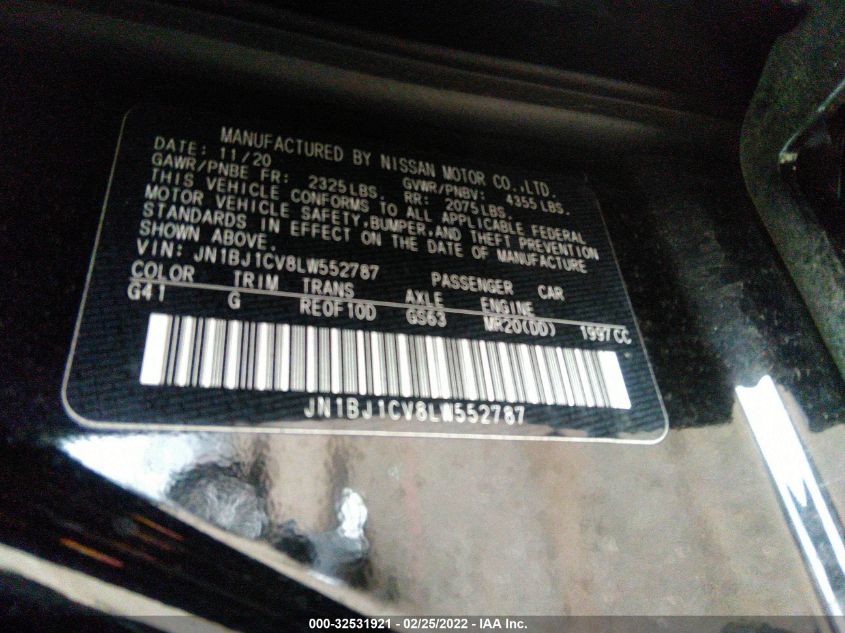 MANUFACTURED BY NISSAN MOTOR CO.,LTD.
DATE: 11/20 GVWR/PNBV: 4355LBS.
GAWR/PNBE FR: 2325LBS. RR: 2075LBS.
THIS VEHICLE CONFORMS TO ALL APPLICABLE FEDERAL
MOTOR VEHICLE SAFETY,BUMPER,AND THEFT PREVENTION
STANDARDS IN EFFECT ON THE DATE OF MANUFACTURE
SHOWN ABOVE.
VIN: JN1BJ1CV8LW552787 PASSENGER CAR
COLOR TRIM TRANS AXLE ENGINE
G41 G RE0F10D GS63 MR20(DD) 1997CC
JN1BJ1CV8LW552787
000-32531921 - 02/25/2022 - IAA Inc.